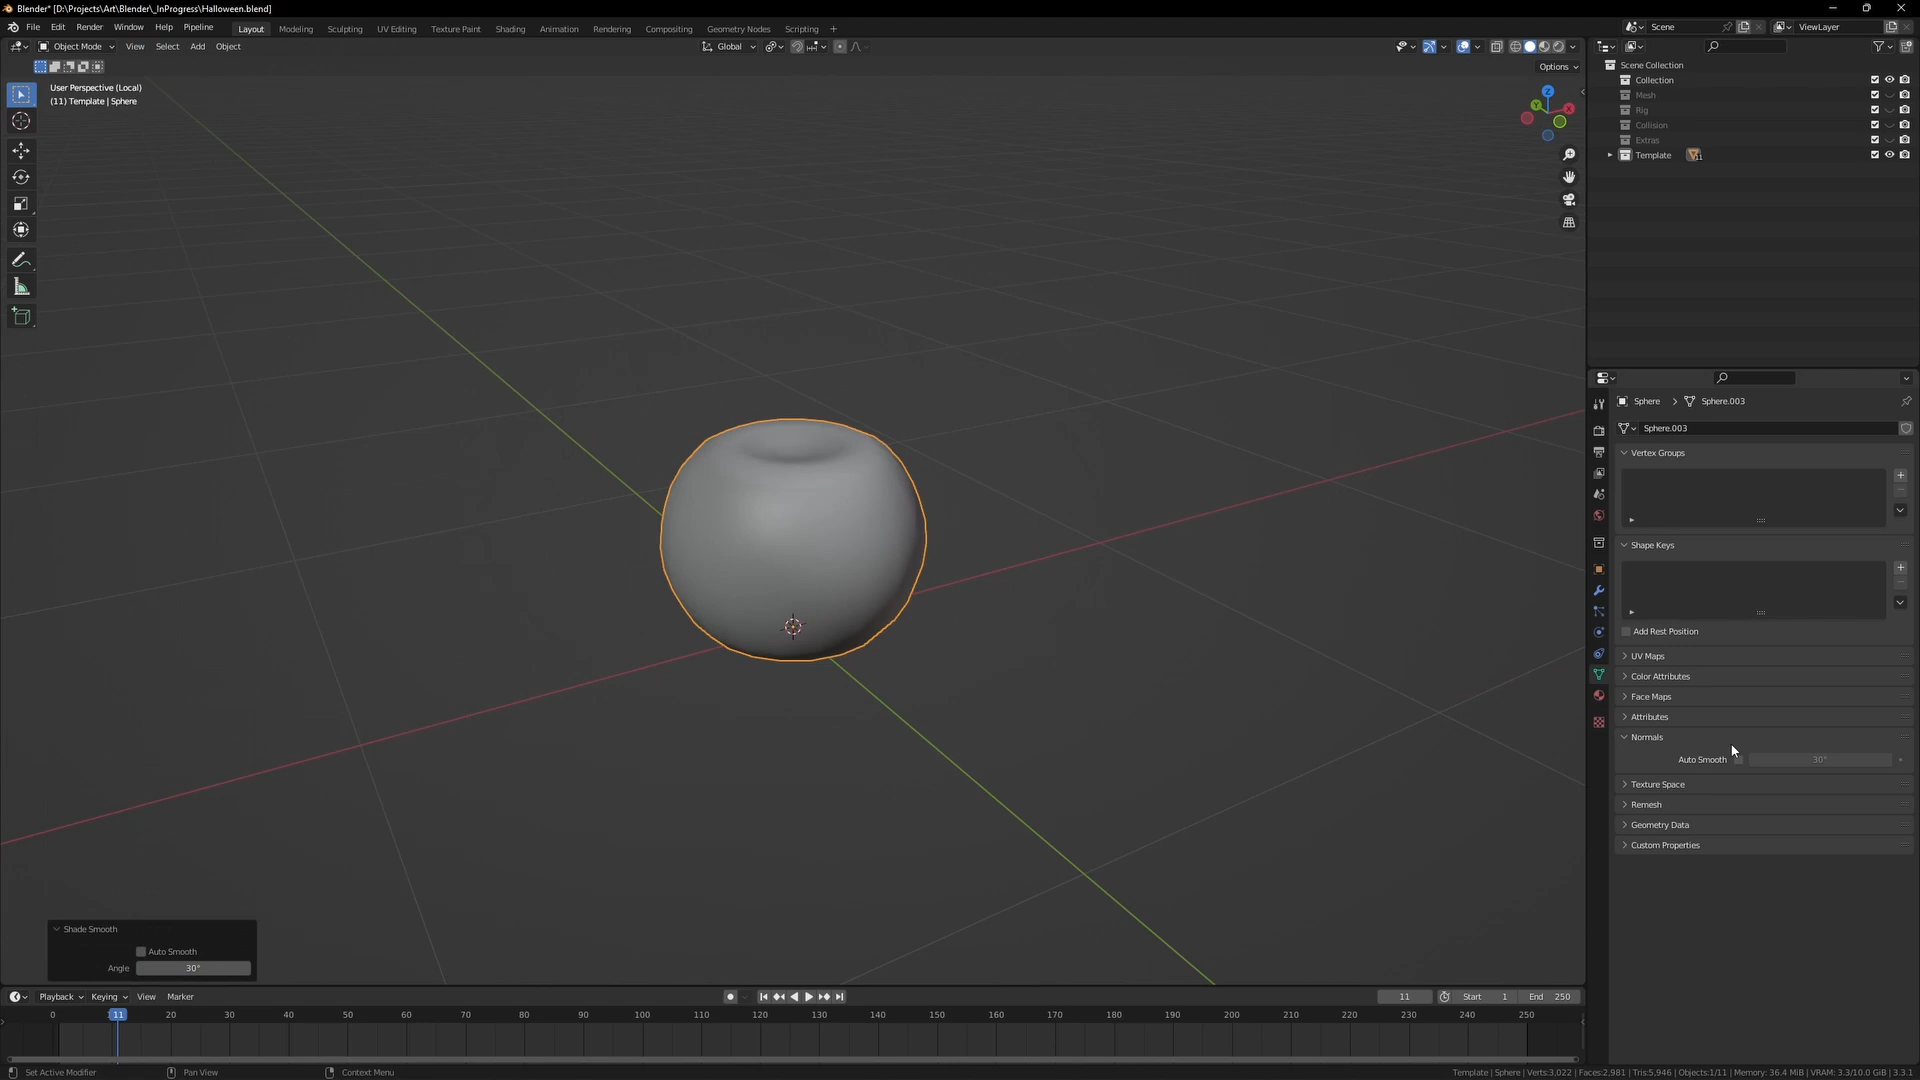 Blender* [D:\Projects\Art\Blender\_InProgress\Halloween.blend]
File Edit Render Window Help Pipeline Layout Modeling Sculpting UV Editing Texture Paint Shading Animation Rendering Compositing Geometry Nodes Scripting + Scene ViewLayer
Object Mode View Select Add Object Global
Options
User Perspective (Local)
(11) Template | Sphere
Z
Y
X
Scene Collection
Collection
Mesh
Rig
Collision
Extras
Template 11
Sphere > Sphere.003
Sphere.003
Vertex Groups
Shape Keys
Add Rest Position
UV Maps
Color Attributes
Face Maps
Attributes
Normals
Auto Smooth 30°
Texture Space
Remesh
Geometry Data
Custom Properties
Shade Smooth
Auto Smooth
Angle 30°
Playback Keying View Marker 11 Start 1 End 250
0 11 20 30 40 50 60 70 80 90 100 110 120 130 140 150 160 170 180 190 200 210 220 230 240 250
Set Active Modifier Pan View Context Menu Template | Sphere | Verts:3,022 | Faces:2,981 | Tris:5,946 | Objects:1/11 | Memory: 36.4 MiB | VRAM: 3.3/10.0 GiB | 3.3.1